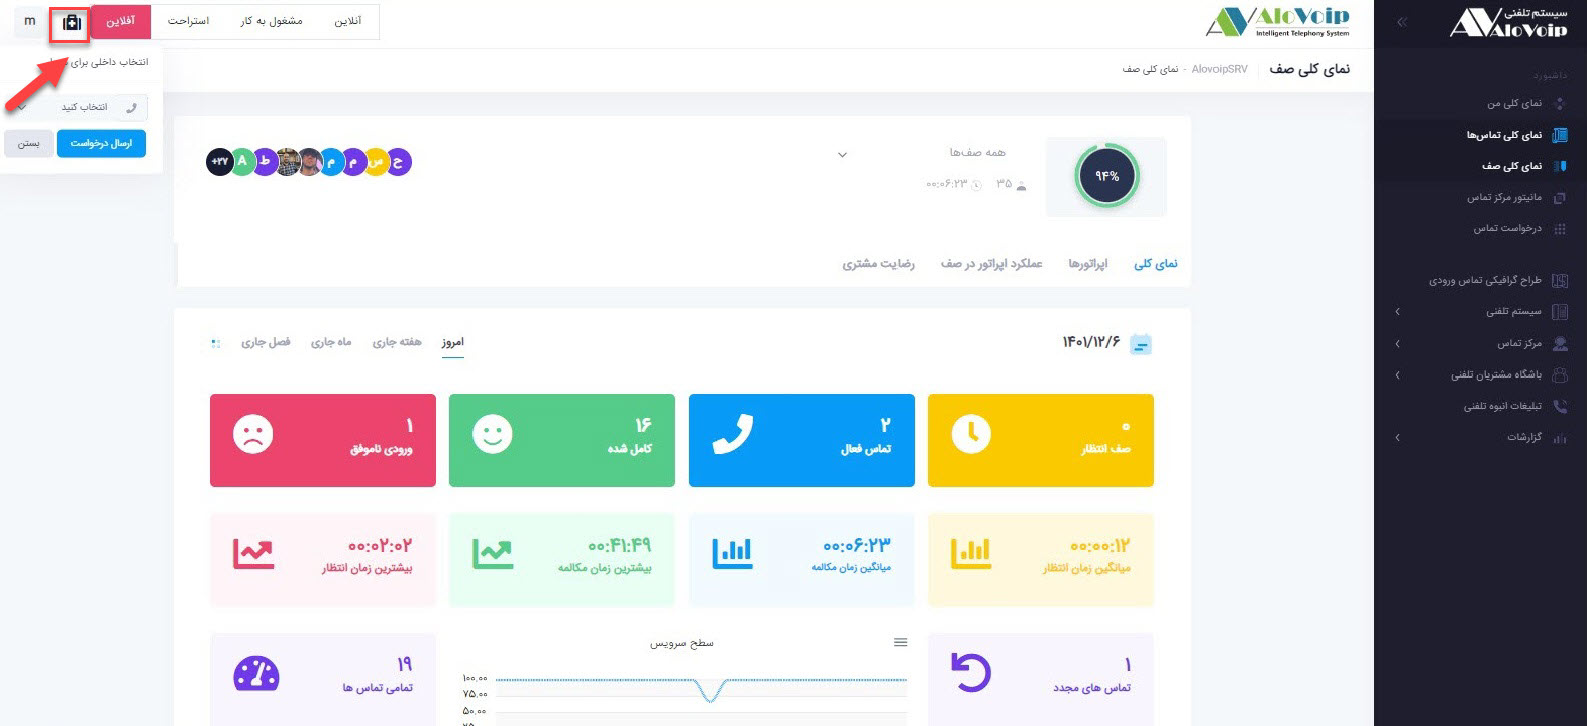 سیستم تلفنی
AloVoip
داشبورد
نمای کلی من
نمای کلی تماس‌ها
نمای کلی صف
مانیتور مرکز تماس
درخواست تماس
طراح گرافیکی تماس ورودی
سیستم تلفنی
مرکز تماس
باشگاه مشتریان تلفنی
تبلیغات انبوه تلفنی
گزارشات
AloVoip
Intelligent Telephony System
آنلاین
مشغول به کار
استراحت
آفلاین
m
نمای کلی صف
AlovoipSRV - نمای کلی صف
انتخاب داخلی برای
انتخاب کنید
ارسال درخواست
بستن
۹۴%
همه صف‌ها
۳۵
۰۰:۰۶:۲۳
ح
س
م
م
ط
A
+۲۷
نمای کلی
اپراتورها
عملکرد اپراتور در صف
رضایت مشتری
۱۴۰۱/۱۲/۶
امروز
هفته جاری
ماه جاری
فصل جاری
۰
صف انتظار
۲
تماس فعال
۱۶
کامل شده
۱
ورودی ناموفق
۰۰:۰۰:۱۲
میانگین زمان انتظار
۰۰:۰۶:۲۳
میانگین زمان مکالمه
۰۰:۴۱:۴۹
بیشترین زمان مکالمه
۰۰:۰۲:۰۲
بیشترین زمان انتظار
۱
تماس های مجدد
سطح سرویس
۱۰۰.۰۰
۷۵.۰۰
۵۰.۰۰
۱۹
تمامی تماس ها